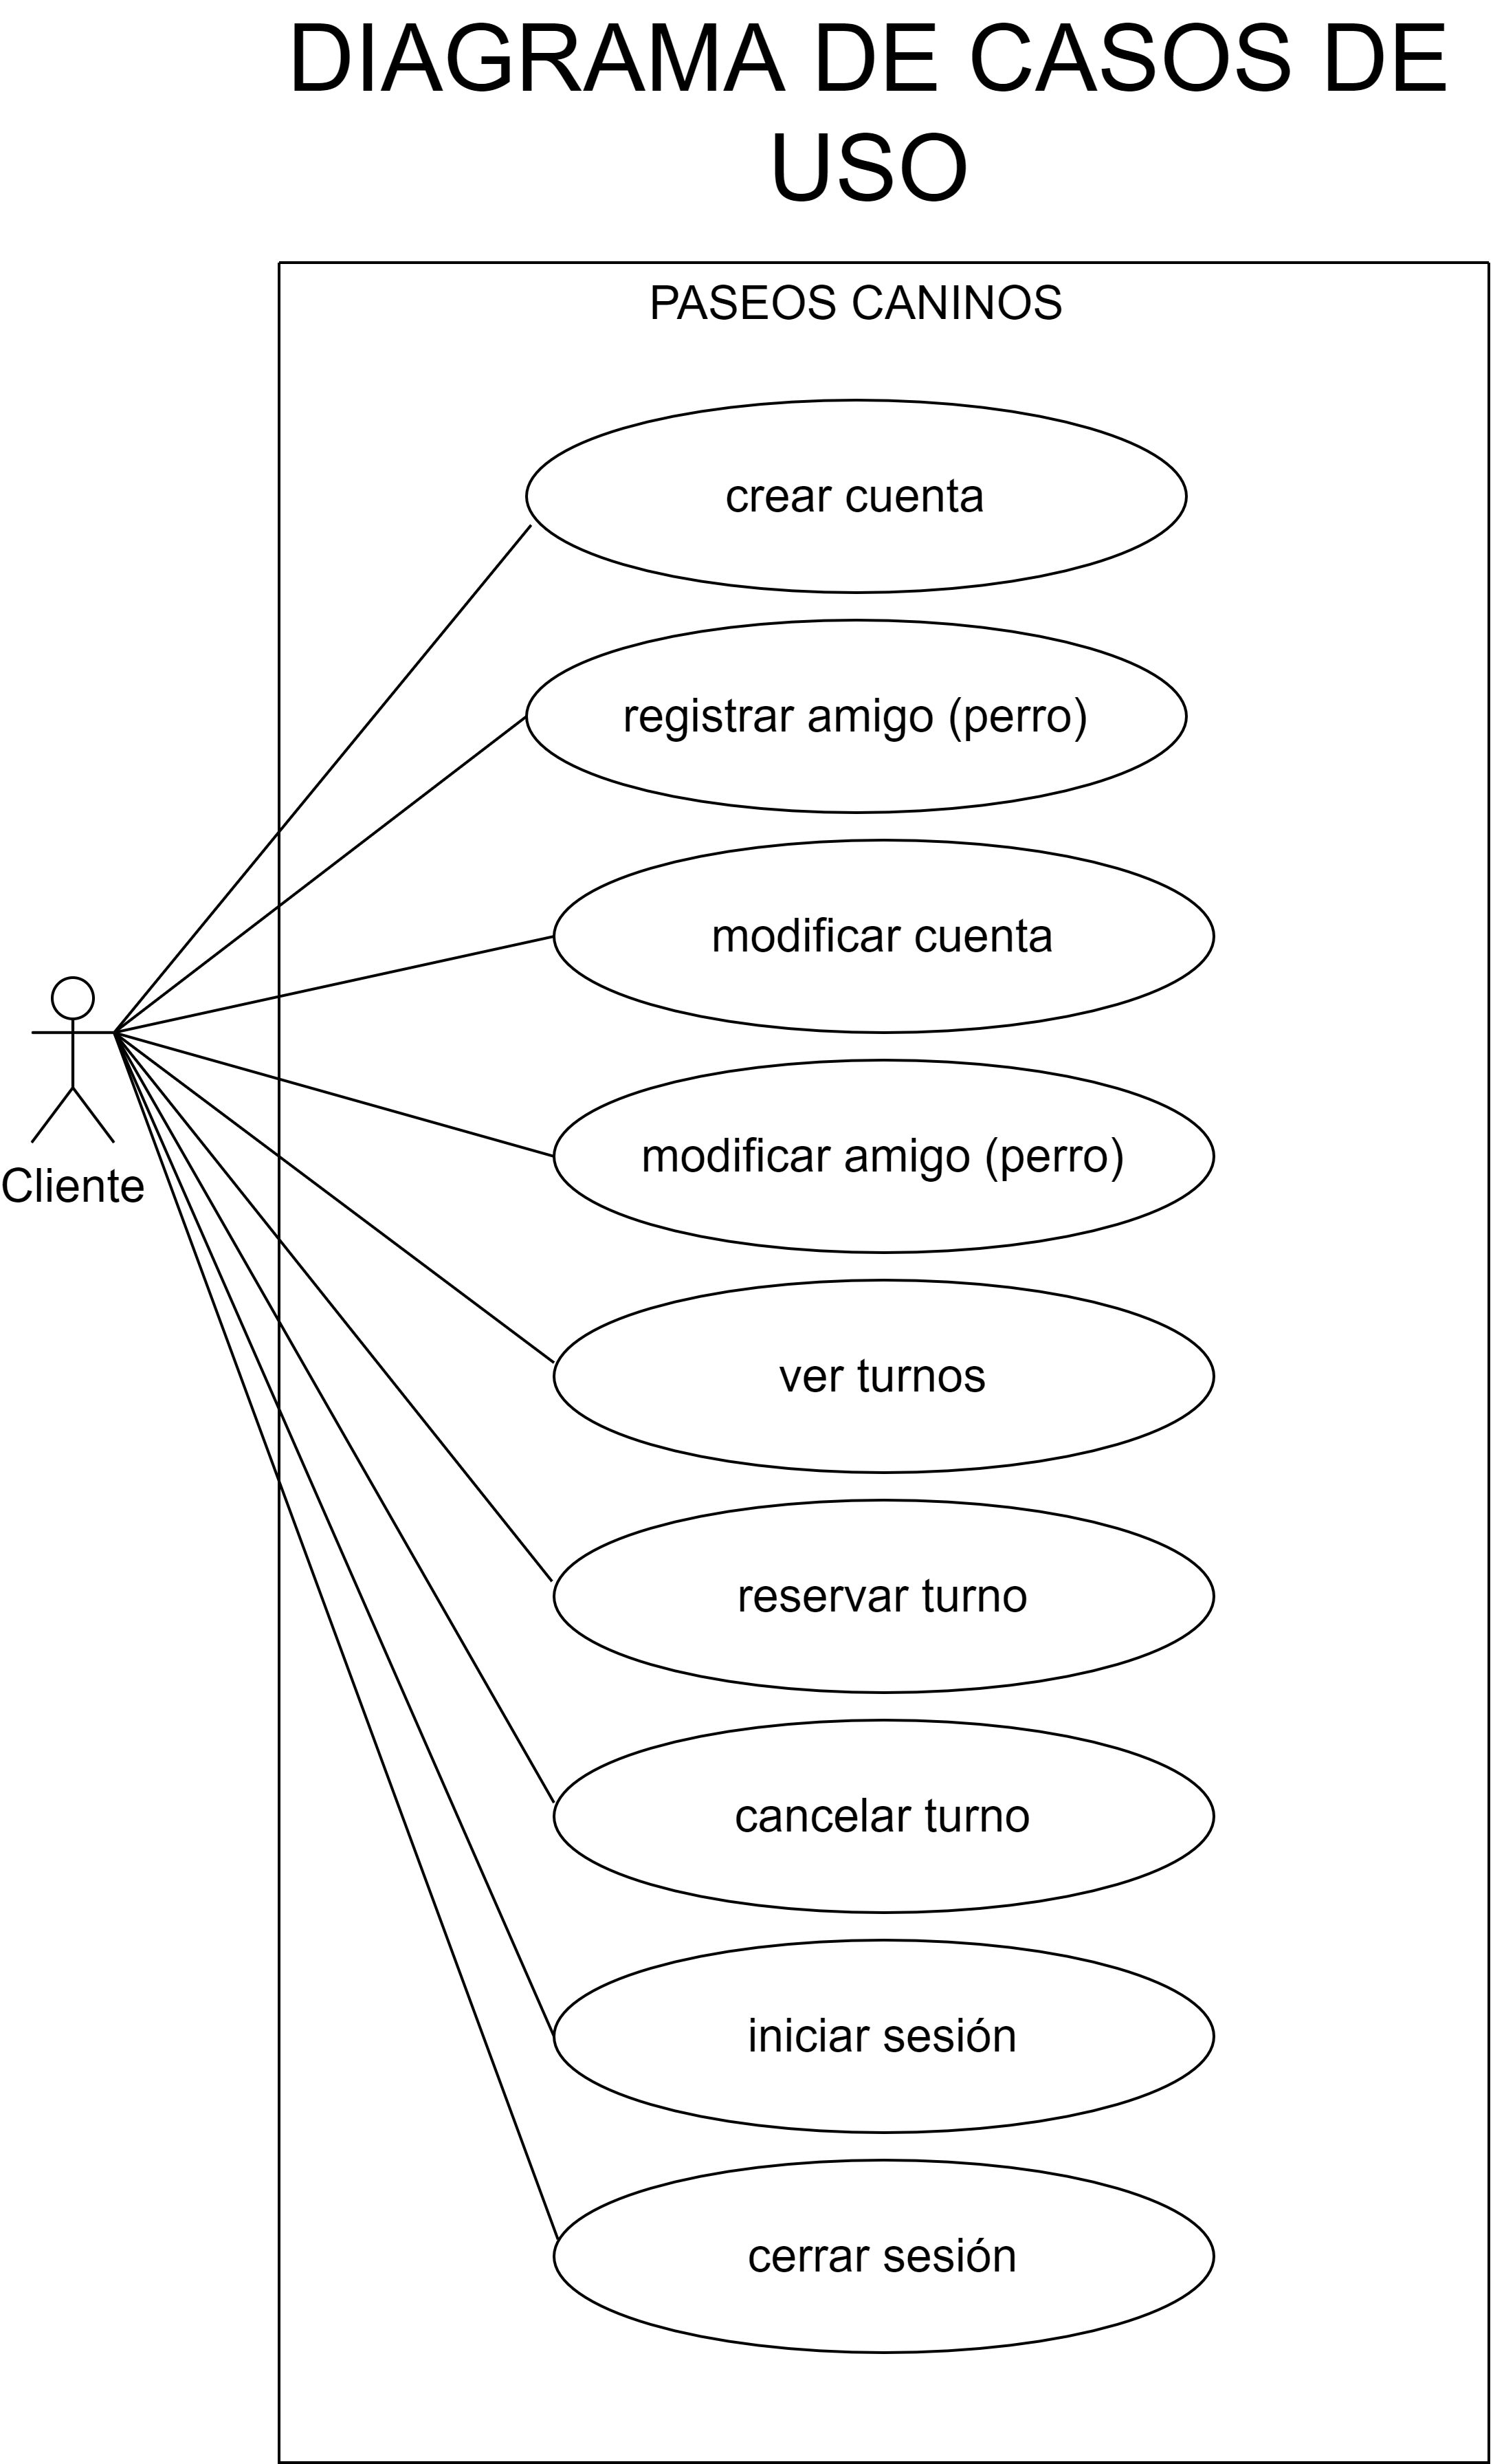 DIAGRAMA DE CASOS DE
USO
PASEOS CANINOS
crear cuenta
registrar amigo (perro)
modificar cuenta
modificar amigo (perro)
Cliente
ver turnos
reservar turno
cancelar turno
iniciar sesión
cerrar sesión